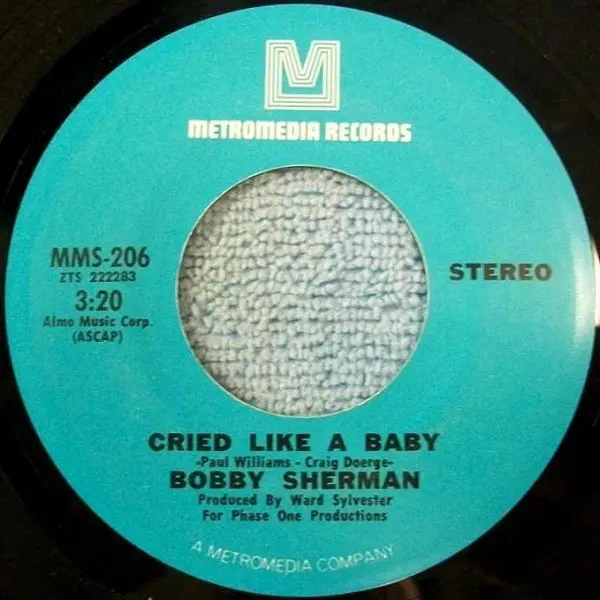 M
METROMEDIA RECORDS
MMS-206
ZTS 222283
3:20
Almo Music Corp.
(ASCAP)
STEREO
CRIED LIKE A BABY
-Paul Williams - Craig Doerge-
BOBBY SHERMAN
Produced By Ward Sylvester
For Phase One Productions
A METROMEDIA COMPANY